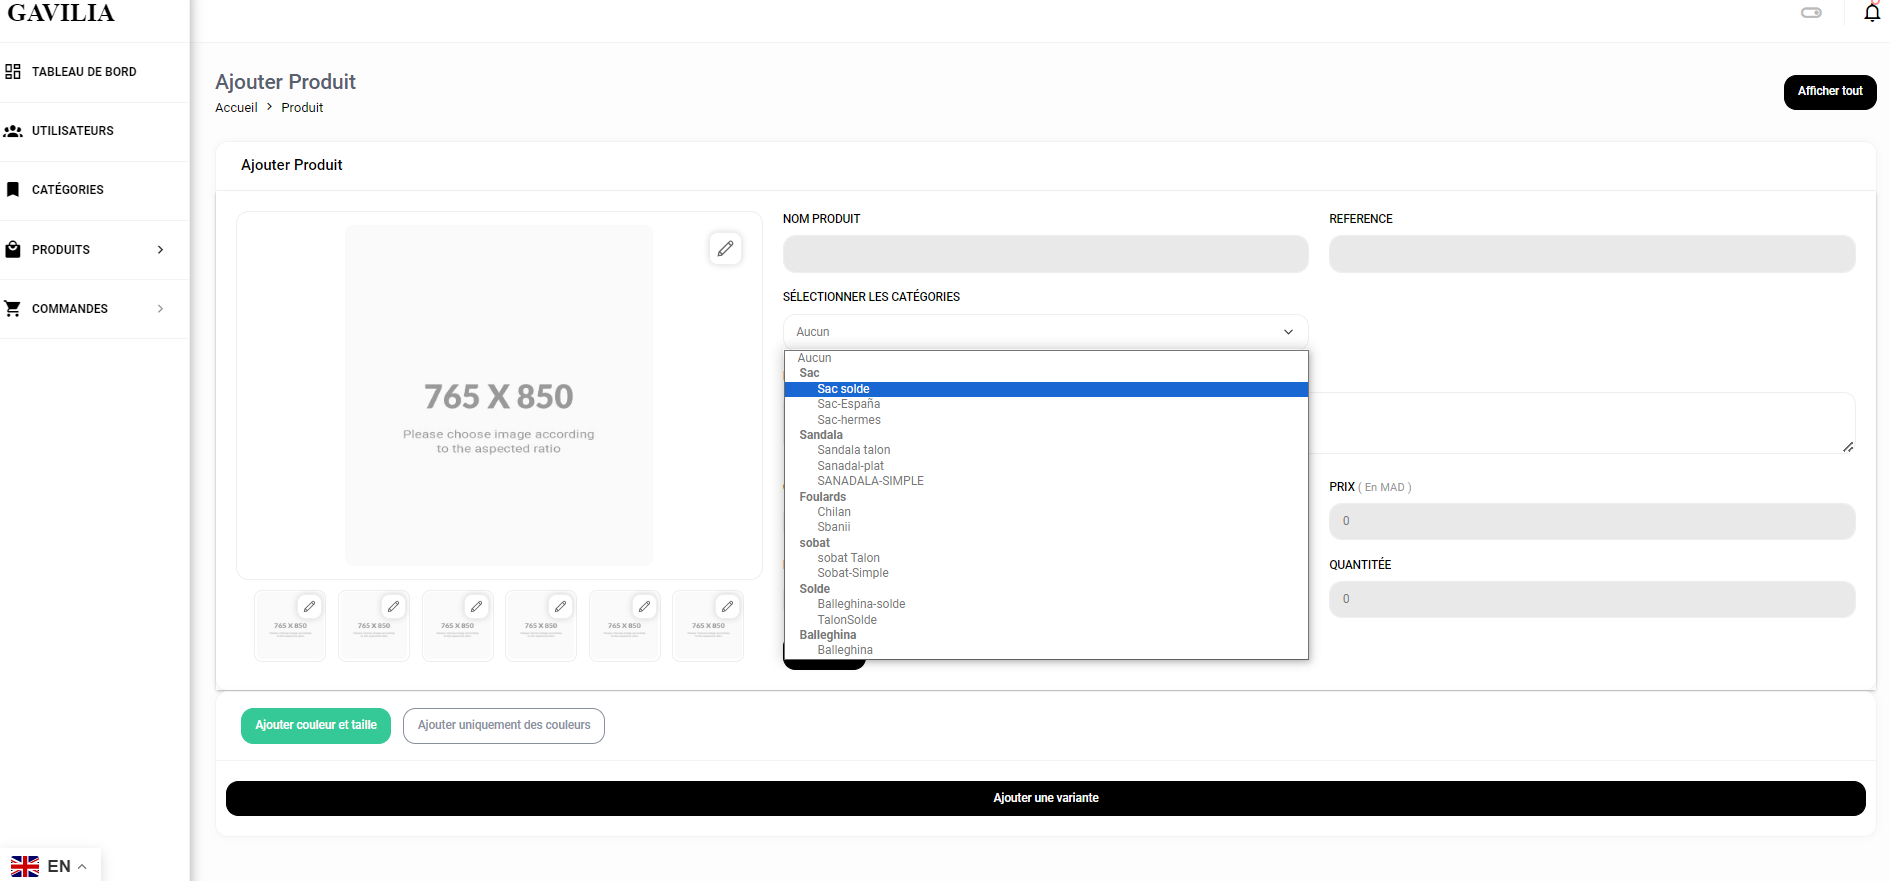 GAVILIA
TABLEAU DE BORD
UTILISATEURS
CATÉGORIES
PRODUITS
COMMANDES
EN
Ajouter Produit
Accueil > Produit
Afficher tout
Ajouter Produit
765 X 850
Please choose image according
to the aspected ratio
765 X 850
765 X 850
765 X 850
765 X 850
765 X 850
765 X 850
NOM PRODUIT
REFERENCE
SÉLECTIONNER LES CATÉGORIES
Aucun
Aucun
Sac
Sac solde
Sac-España
Sac-hermes
Sandala
Sandala talon
Sanadal-plat
SANADALA-SIMPLE
Foulards
Chilan
Sbanii
sobat
sobat Talon
Sobat-Simple
Solde
Balleghina-solde
TalonSolde
Balleghina
Balleghina
PRIX ( En MAD )
0
QUANTITÉE
0
Ajouter couleur et taille
Ajouter uniquement des couleurs
Ajouter une variante